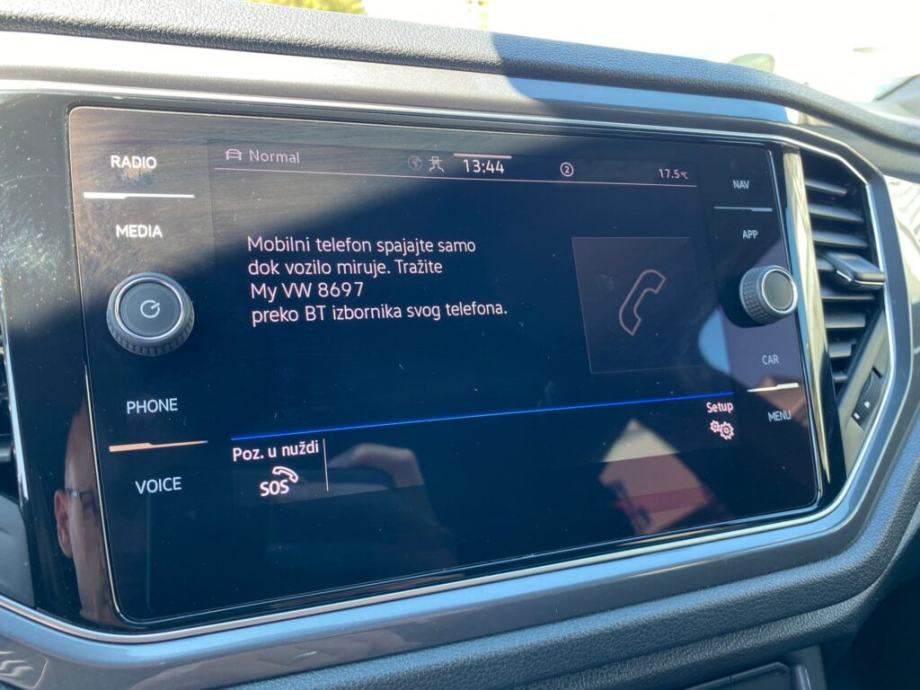 RADIO
MEDIA
PHONE
VOICE
Normal
13:44
2
17.5°C
Mobilni telefon spajajte samo
dok vozilo miruje. Tražite
My VW 8697
preko BT izbornika svog telefona.
Poz. u nuždi
SOS
Setup
NAV
APP
CAR
MENU